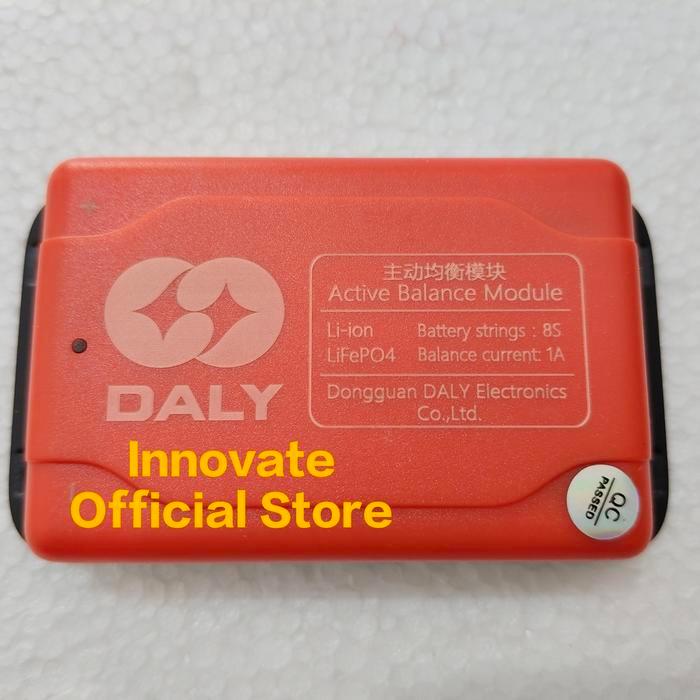 主动均衡模块
Active Balance Module
Li-ion Battery strings : 8S
LiFePO4 Balance current: 1A
Dongguan DALY Electronics
Co.,Ltd.
DALY
Innovate
Official Store
QC
PASSED